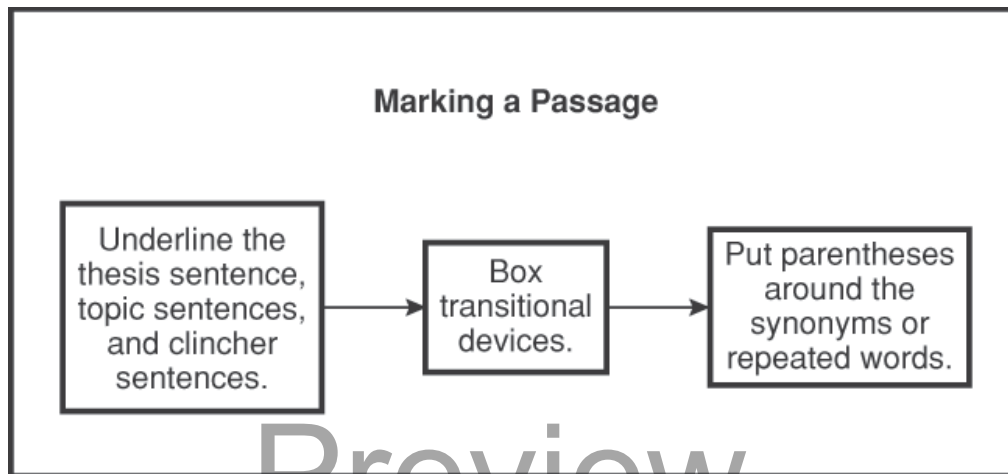 Marking a Passage
Underline the
thesis sentence,
topic sentences,
and clincher
sentences.
Box
transitional
devices.
Put parentheses
around the
synonyms or
repeated words.
Preview